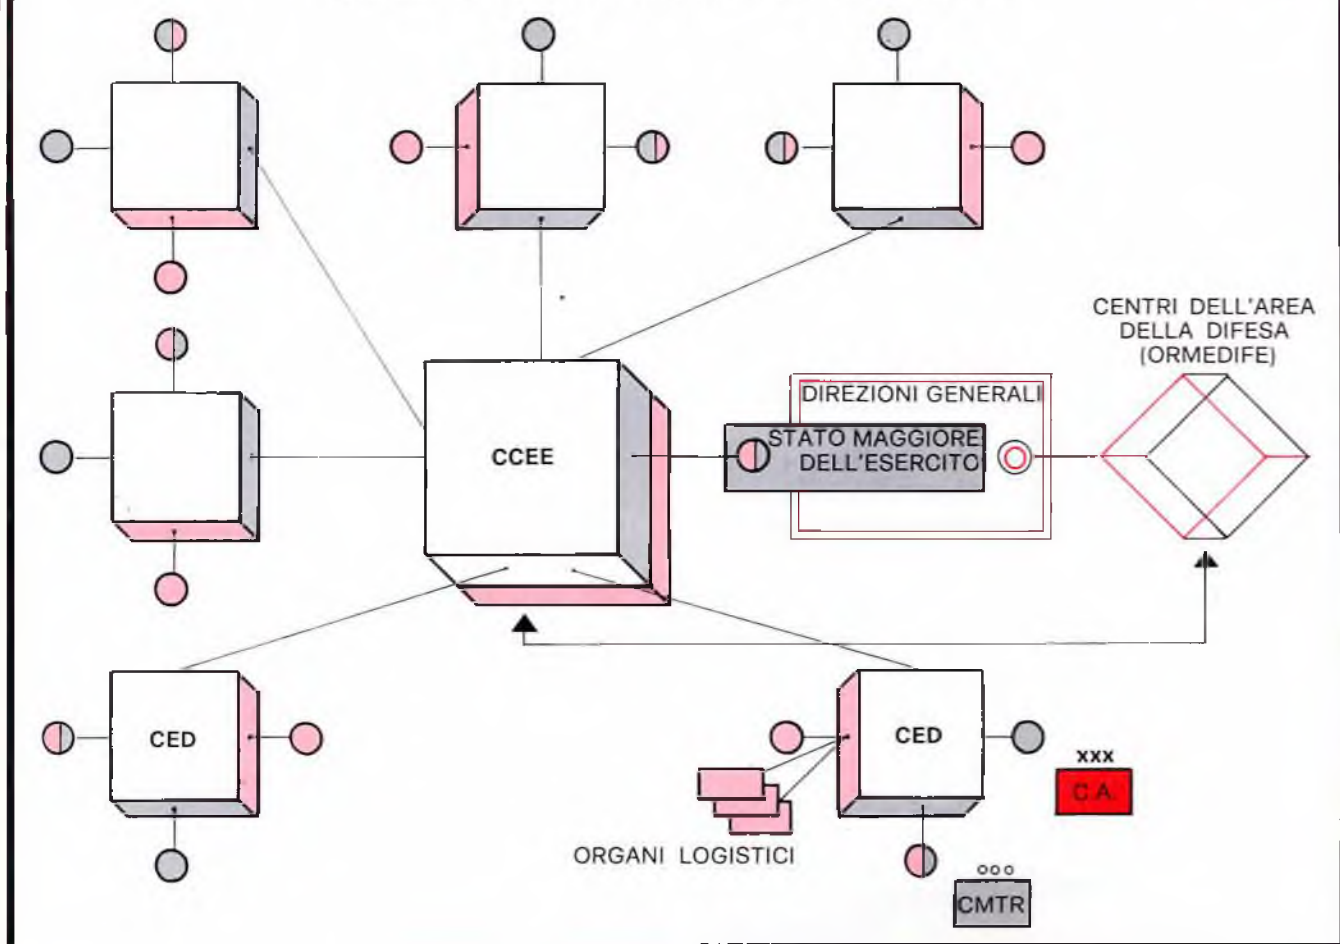 CENTRI DELL'AREA
DELLA DIFESA
(ORMEDIFE)
DIREZIONI GENERALI
STATO MAGGIORE
DELL'ESERCITO
CCEE
CED
CED
xxx
C.A.
ORGANI LOGISTICI
ooo
CMTR